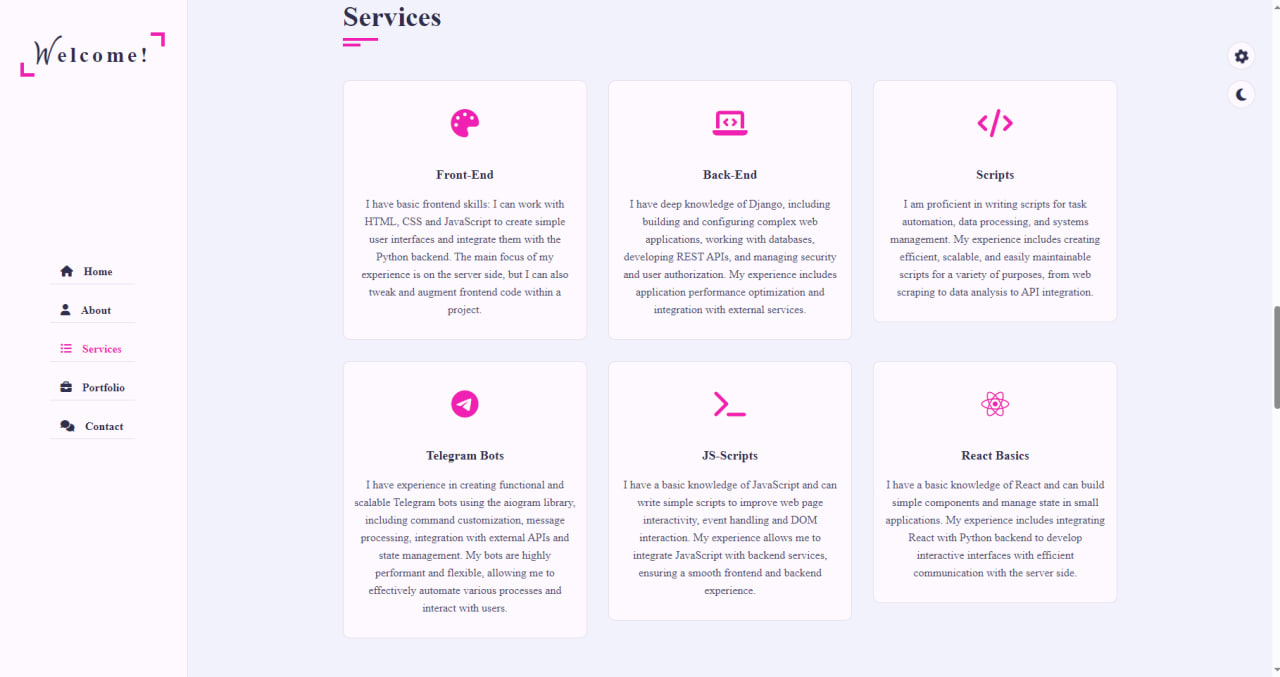 Welcome!
Home
About
Services
Portfolio
Contact
Services
Front-End
I have basic frontend skills: I can work with
HTML, CSS and JavaScript to create simple
user interfaces and integrate them with the
Python backend. The main focus of my
experience is on the server side, but I can also
tweak and augment frontend code within a
project.
Back-End
I have deep knowledge of Django, including
building and configuring complex web
applications, working with databases,
developing REST APIs, and managing security
and user authorization. My experience includes
application performance optimization and
integration with external services.
Scripts
I am proficient in writing scripts for task
automation, data processing, and systems
management. My experience includes creating
efficient, scalable, and easily maintainable
scripts for a variety of purposes, from web
scraping to data analysis to API integration.
Telegram Bots
I have experience in creating functional and
scalable Telegram bots using the aiogram library,
including command customization, message
processing, integration with external APIs and
state management. My bots are highly
performant and flexible, allowing me to
effectively automate various processes and
interact with users.
JS-Scripts
I have a basic knowledge of JavaScript and can
write simple scripts to improve web page
interactivity, event handling and DOM
interaction. My experience allows me to
integrate JavaScript with backend services,
ensuring a smooth frontend and backend
experience.
React Basics
I have a basic knowledge of React and can build
simple components and manage state in small
applications. My experience includes integrating
React with Python backend to develop
interactive interfaces with efficient
communication with the server side.